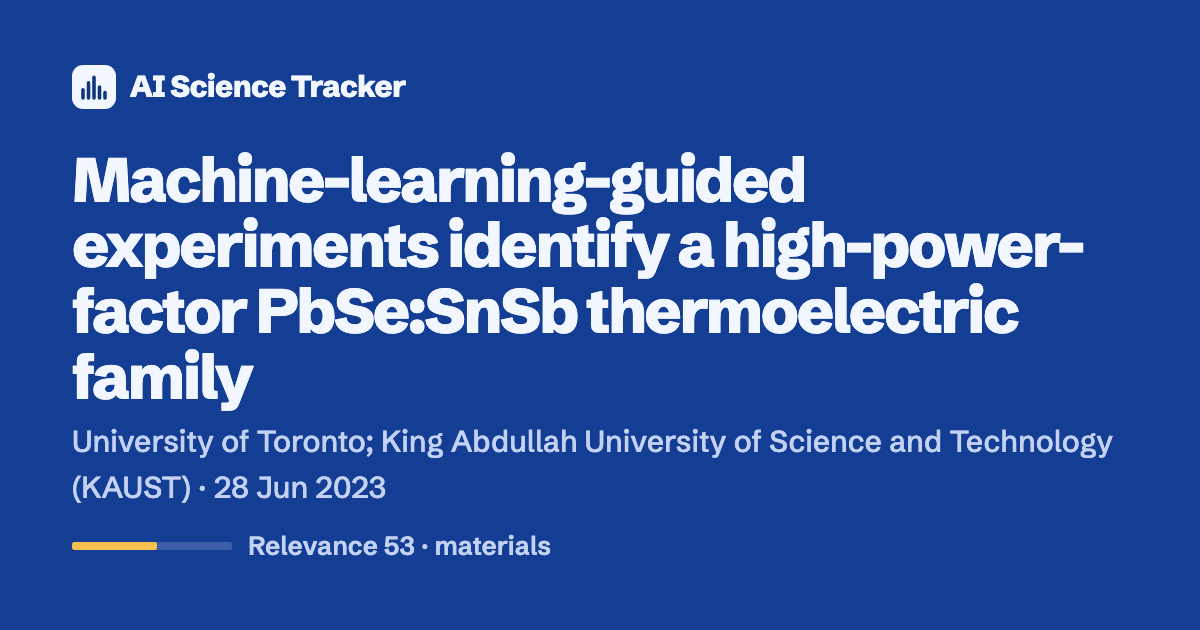 AI Science Tracker
Machine-learning-guided
experiments identify a high-power-
factor PbSe:SnSb thermoelectric
family
University of Toronto; King Abdullah University of Science and Technology
(KAUST) · 28 Jun 2023
Relevance 53 · materials